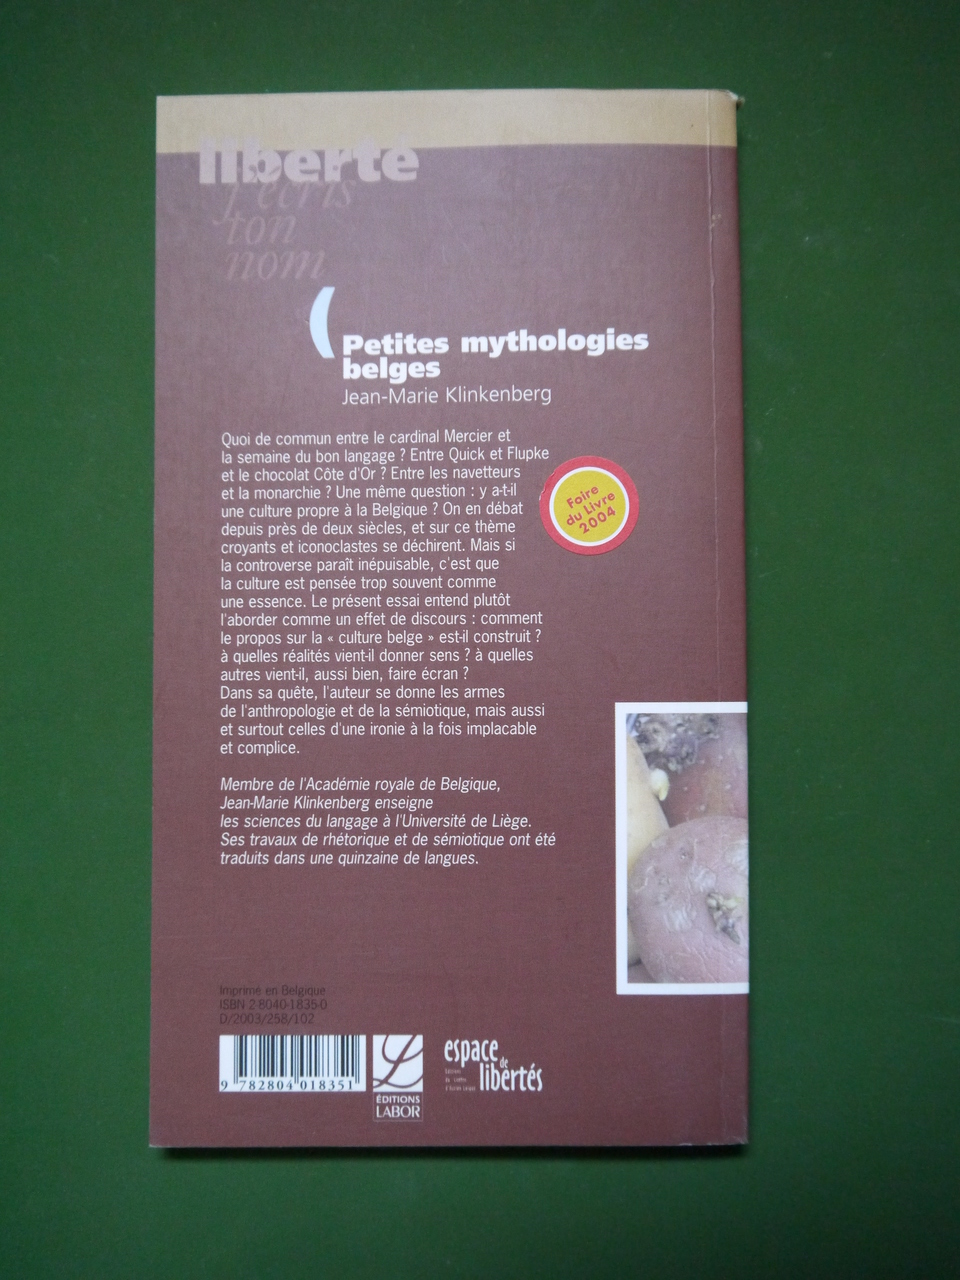 liberté
j'écris
ton
nom
Petites mythologies
belges
Jean-Marie Klinkenberg
Quoi de commun entre le cardinal Mercier et
la semaine du bon langage ? Entre Quick et Flupke
et le chocolat Côte d'Or ? Entre les navetteurs
et la monarchie ? Une même question : y a-t-il
une culture propre à la Belgique ? On en débat
depuis près de deux siècles, et sur ce thème
croyants et iconoclastes se déchirent. Mais si
la controverse paraît inépuisable, c'est que
la culture est pensée trop souvent comme
une essence. Le présent essai entend plutôt
l'aborder comme un effet de discours : comment
le propos sur la « culture belge » est-il construit ?
à quelles réalités vient-il donner sens ? à quelles
autres vient-il, aussi bien, faire écran ?
Dans sa quête, l'auteur se donne les armes
de l'anthropologie et de la sémiotique, mais aussi
et surtout celles d'une ironie à la fois implacable
et complice.
Foire
du Livre
2004
Membre de l'Académie royale de Belgique,
Jean-Marie Klinkenberg enseigne
les sciences du langage à l'Université de Liège.
Ses travaux de rhétorique et de sémiotique ont été
traduits dans une quinzaine de langues.
Imprimé en Belgique
ISBN 2-8040-1835-0
D/2003/258/102
9 782804 018351
ÉDITIONS
LABOR
espace de
libertés